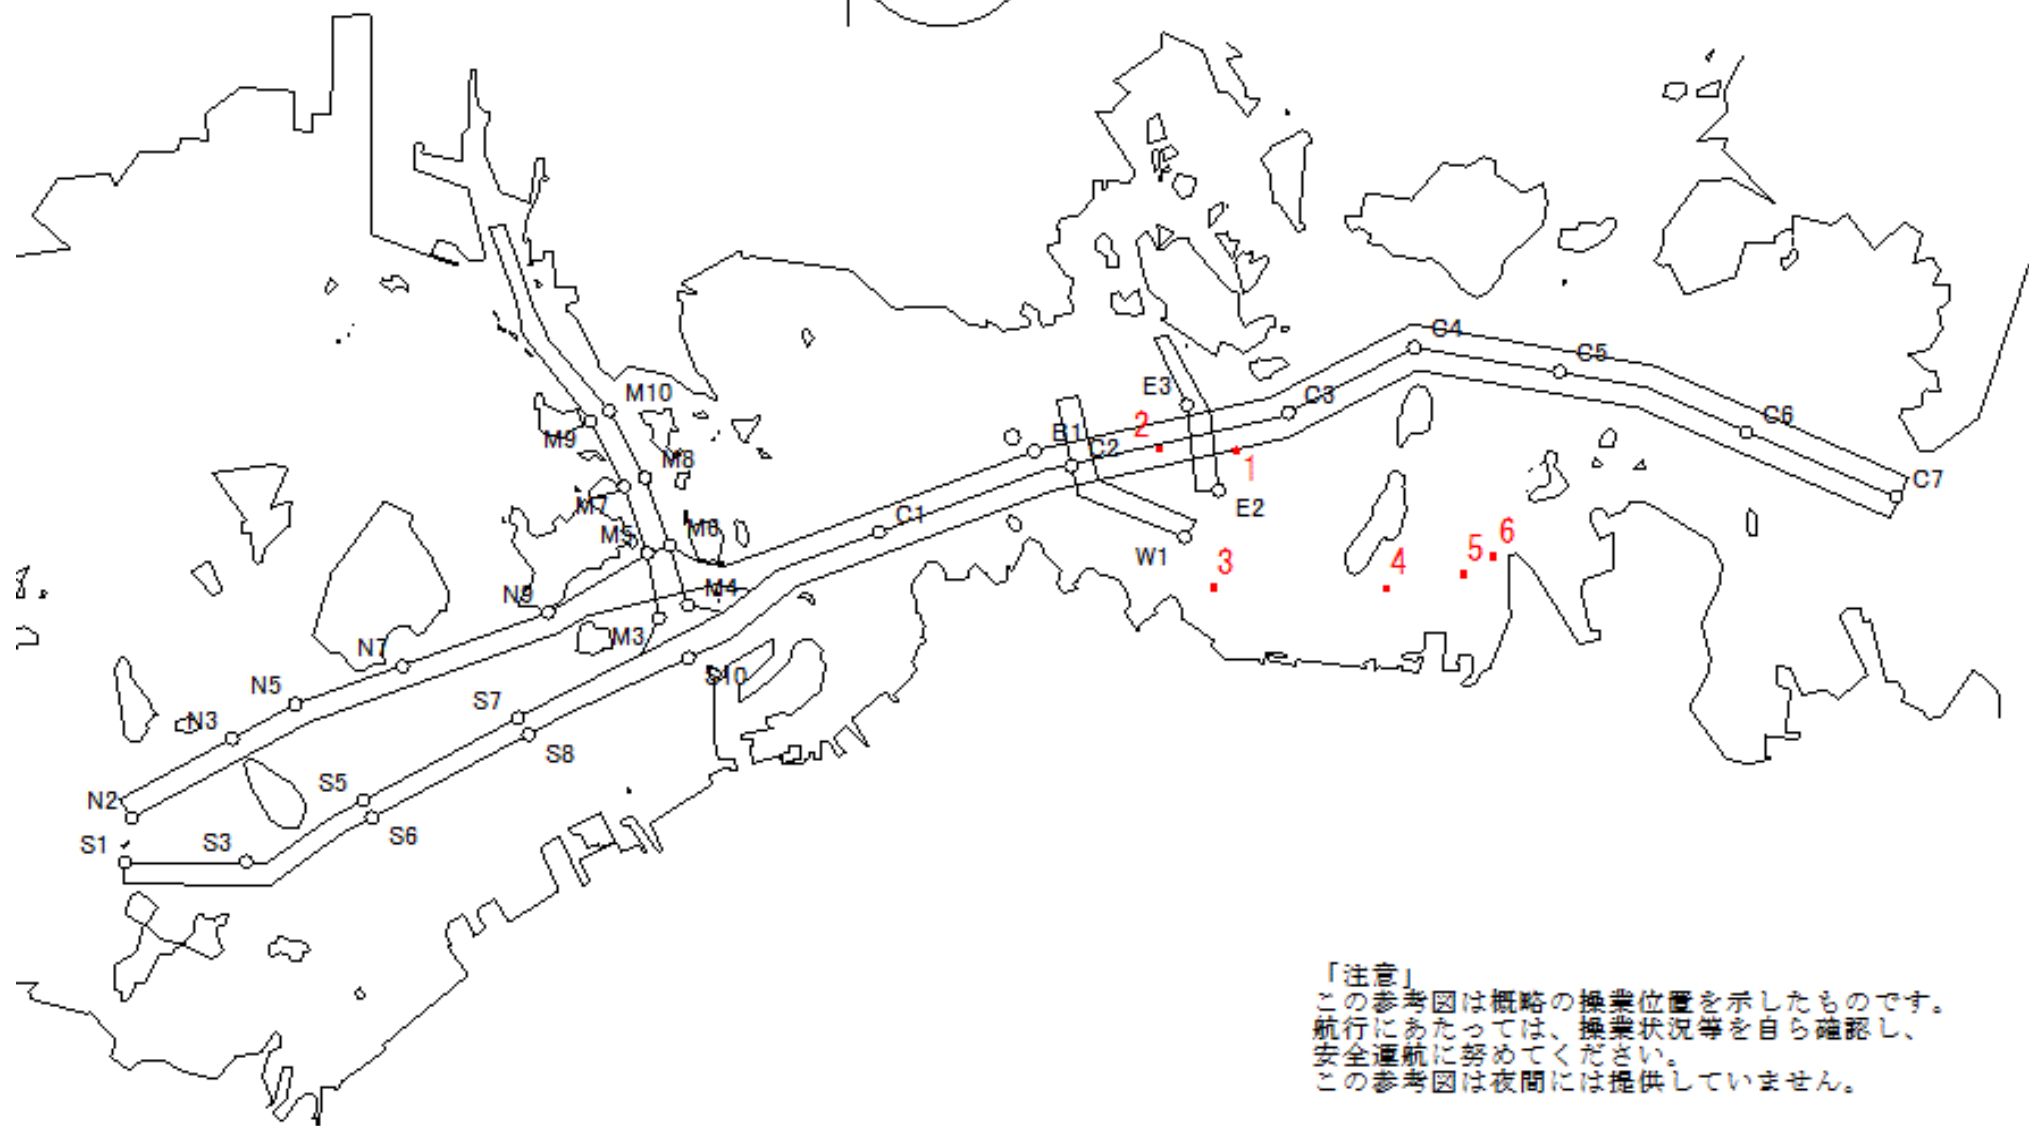 C4
C5
M10
E3
C3
C6
2
M9
B1
C2
M8
1
C7
M7
E2
C1
M5
M6
W1
6
5
3
4
N9
M4
M3
N7
S10
N5
S7
N3
S8
S5
N2
S6
S1
S3
「注意」
この参考図は概略の操業位置を示したものです。
航行にあたっては、操業状況等を自ら確認し、
安全運航に努めてください。
この参考図は夜間には提供していません。